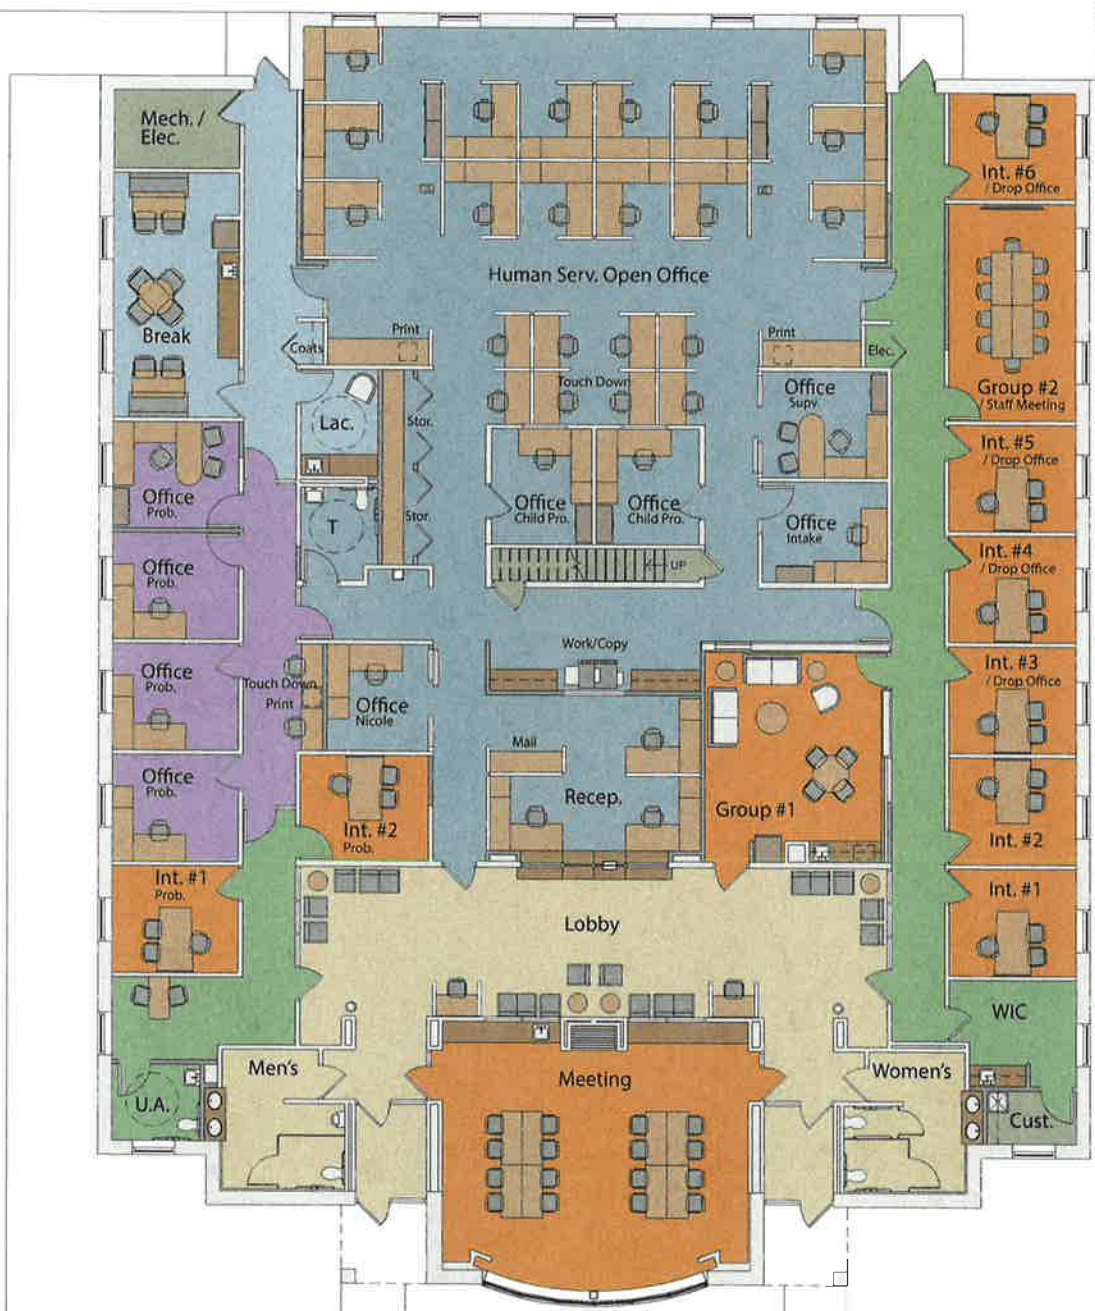 Mech. /
Elec.
Int. #6
/ Drop Office
Human Serv. Open Office
Break
Coats
Print
Print
Elec.
Touch Down
Office
Supv.
Group #2
/ Staff Meeting
Lac.
Stor.
Int. #5
/ Drop Office
Office
Prob.
Office
Child Pro.
Office
Child Pro.
T
Stor.
Office
Intake
Int. #4
/ Drop Office
Office
Prob.
UP
Work/Copy
Office
Prob.
Touch Down
Print
Office
Nicole
Int. #3
/ Drop Office
Mail
Office
Prob.
Recep.
Group #1
Int. #2
Prob.
Int. #2
Int. #1
Prob.
Int. #1
Lobby
WIC
Men's
Meeting
Women's
U.A.
Cust.